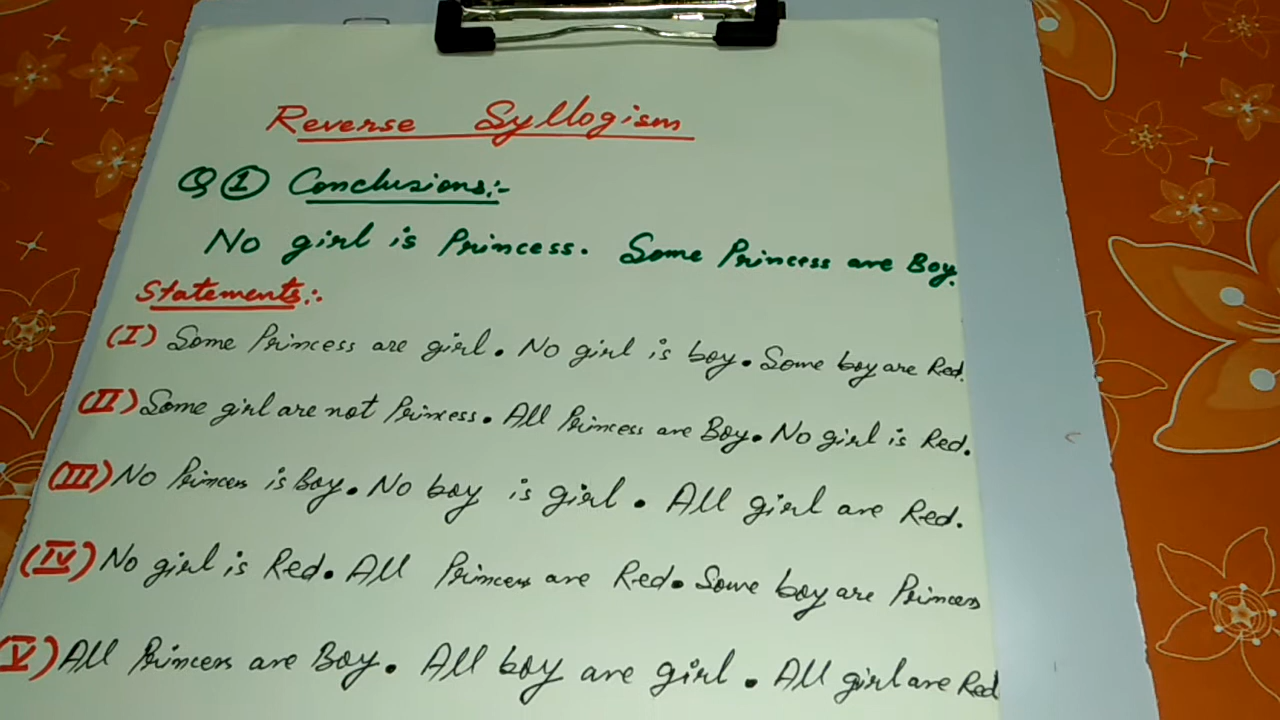 Reverse Syllogism
Q ① Conclusions:-
No girl is Princess. Some Princess are Boy.
Statements:-
(I) Some Princess are girl. No girl is boy. Some boy are Red.
(II) Some girl are not Princess. All Princess are Boy. No girl is Red.
(III) No Princess is Boy. No boy is girl. All girl are Red.
(IV) No girl is Red. All Princess are Red. Some boy are Princess
(V) All Princess are Boy. All boy are girl. All girl are Red